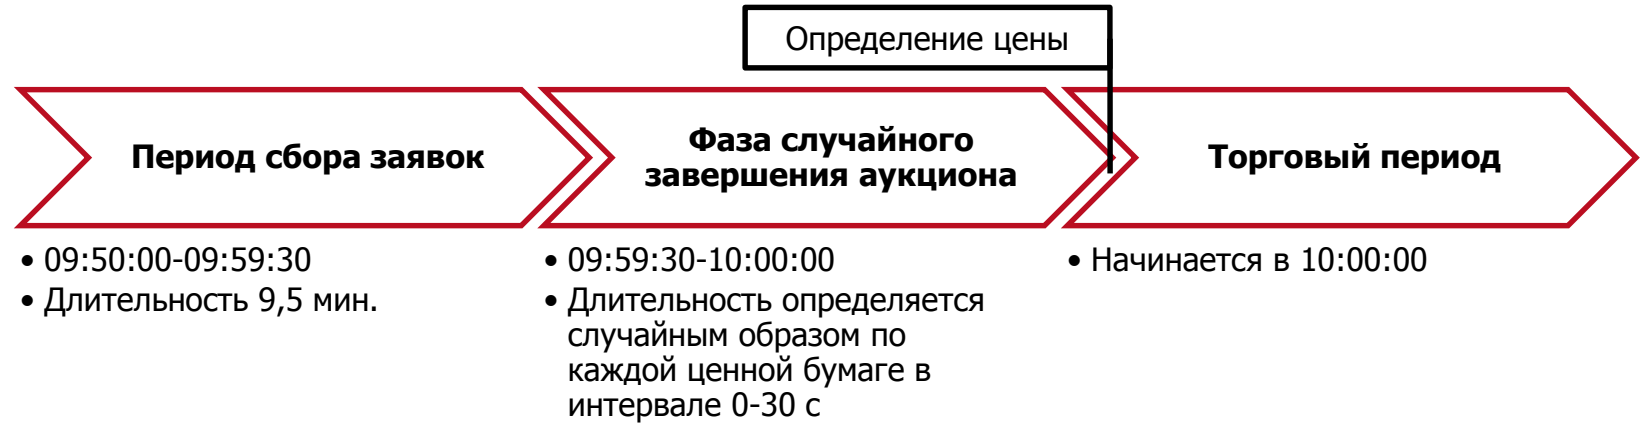 Определение цены
Период сбора заявок
Фаза случайного
завершения аукциона
Торговый период
• 09:50:00-09:59:30
• Длительность 9,5 мин.
• 09:59:30-10:00:00
• Длительность определяется
случайным образом по
каждой ценной бумаге в
интервале 0-30 с
• Начинается в 10:00:00